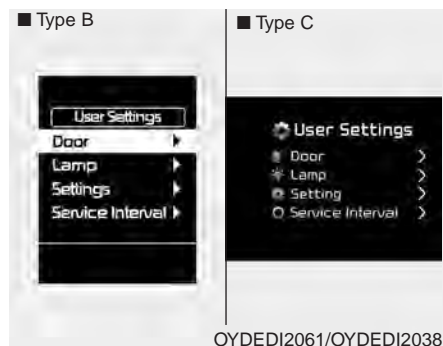 ■ Type B
User Settings
Door
Lamp
Settings
Service Interval
■ Type C
User Settings
Door
Lamp
Setting
Service Interval
OYDEDI2061/OYDEDI2038